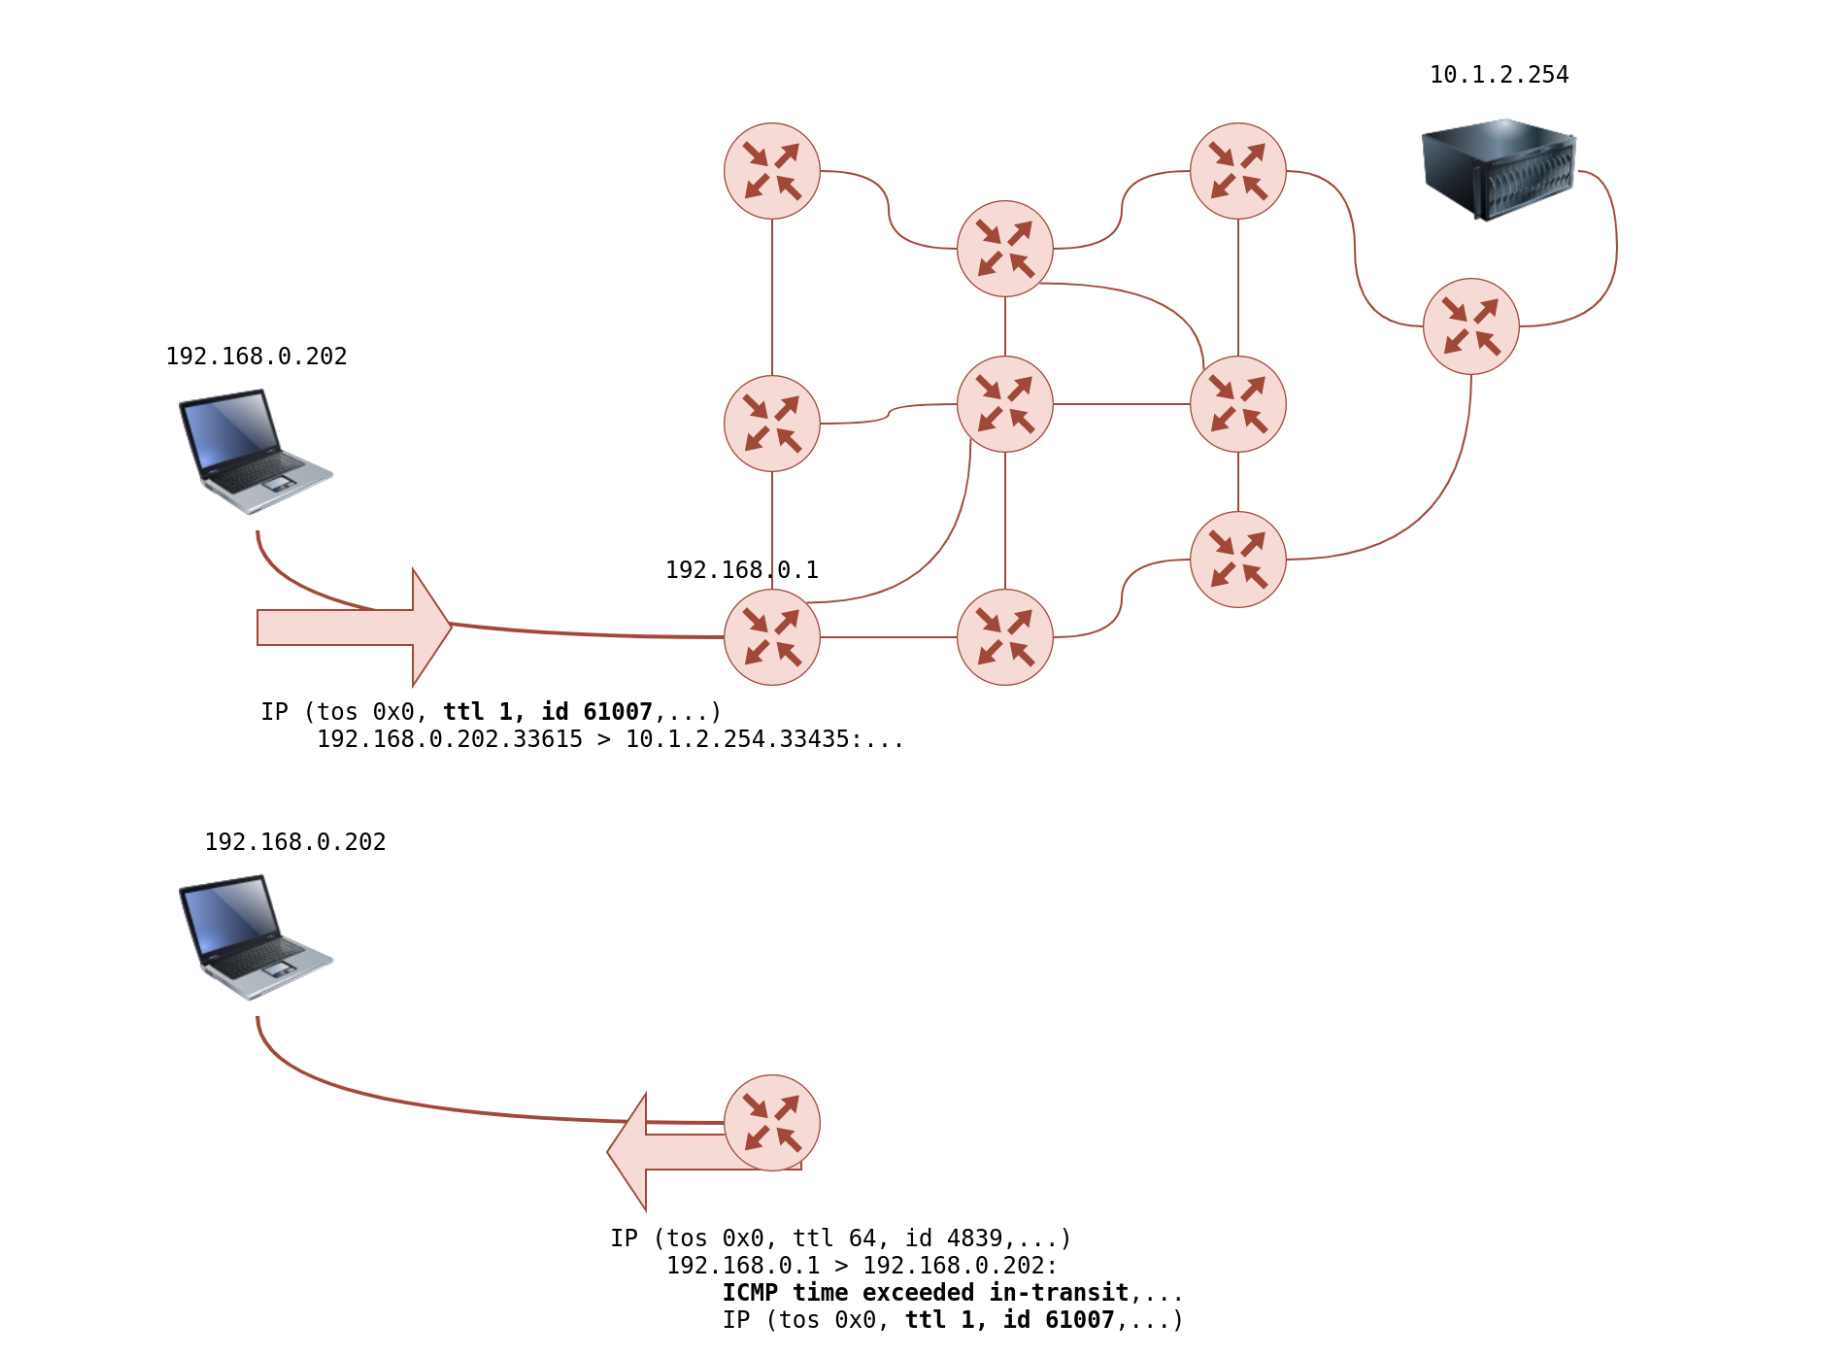 10.1.2.254
192.168.0.202
192.168.0.1
IP (tos 0x0, ttl 1, id 61007,...)
192.168.0.202.33615 > 10.1.2.254.33435:...
192.168.0.202
IP (tos 0x0, ttl 64, id 4839,...)
192.168.0.1 > 192.168.0.202:
ICMP time exceeded in-transit,...
IP (tos 0x0, ttl 1, id 61007,...)